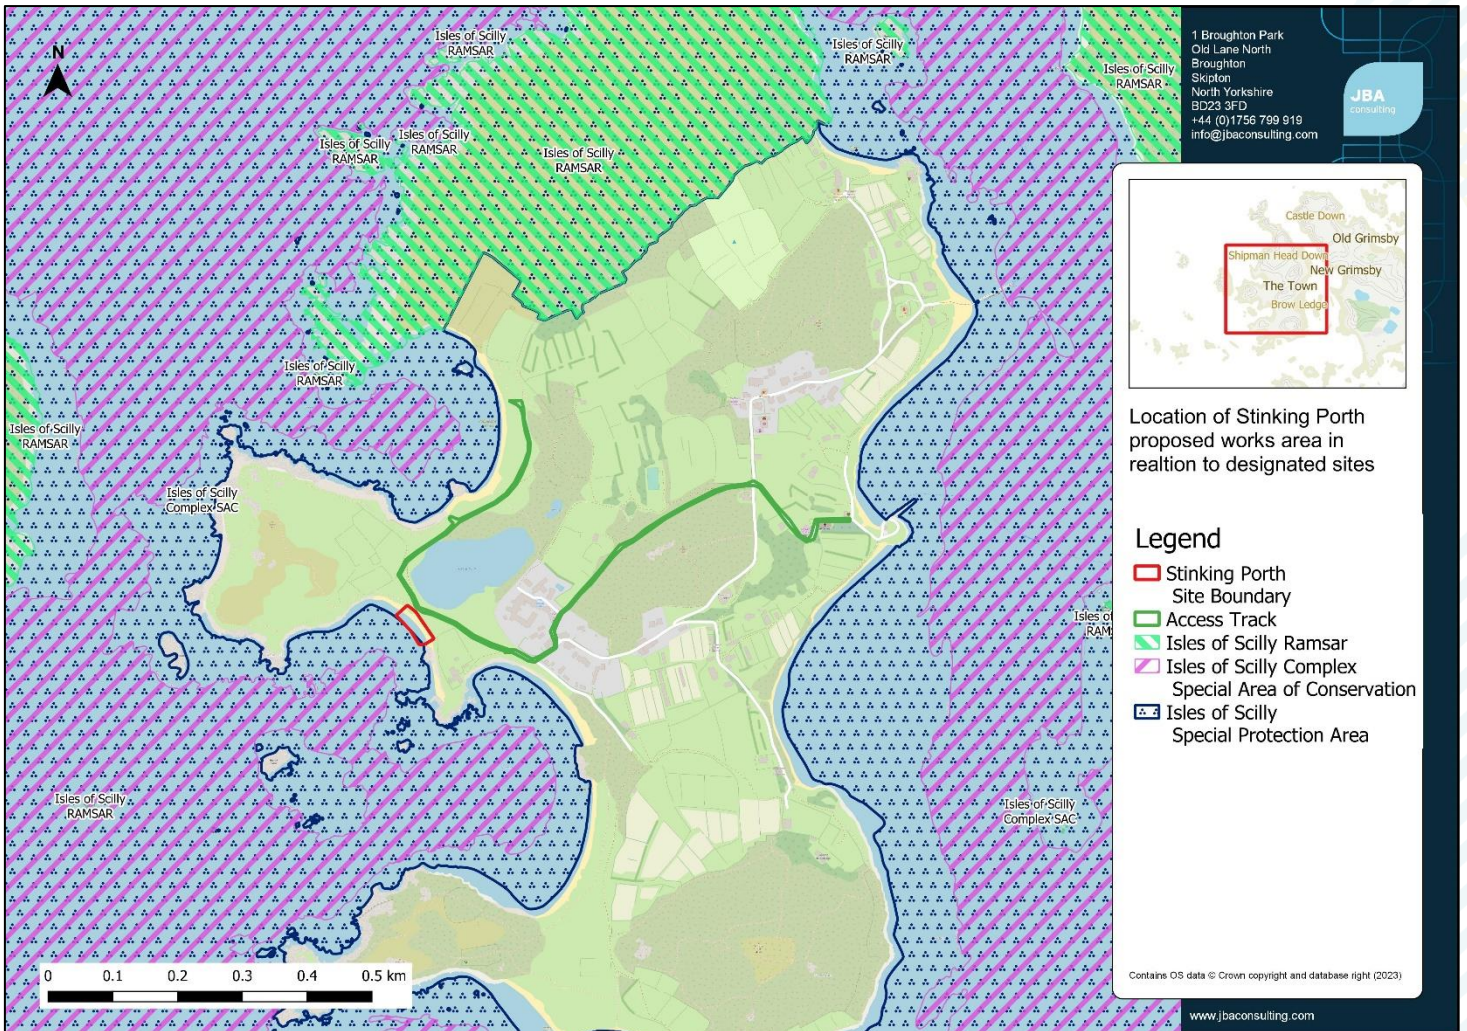 N
Isles of Scilly
RAMSAR
Isles of Scilly
RAMSAR
Isles of Scilly
RAMSAR
Isles of Scilly
RAMSAR
Isles of Scilly
RAMSAR
Isles of Scilly
RAMSAR
Isles of Scilly
RAMSAR
Isles of Scilly
RAMSAR
Isles of Scilly
Complex SAC
Isles of
RAMS
Isles of Scilly
RAMSAR
Isles of Scilly
Complex SAC
0 0.1 0.2 0.3 0.4 0.5 km
1 Broughton Park
Old Lane North
Broughton
Skipton
North Yorkshire
BD23 3FD
+44 (0)1756 799 919
info@jbaconsulting.com
JBA
consulting
Castle Down
Old Grimsby
Shipman Head Down
New Grimsby
The Town
Brow Ledge
Location of Stinking Porth
proposed works area in
realtion to designated sites
Legend
Stinking Porth
Site Boundary
Access Track
Isles of Scilly Ramsar
Isles of Scilly Complex
Special Area of Conservation
Isles of Scilly
Special Protection Area
Contains OS data © Crown copyright and database right (2023)
www.jbaconsulting.com